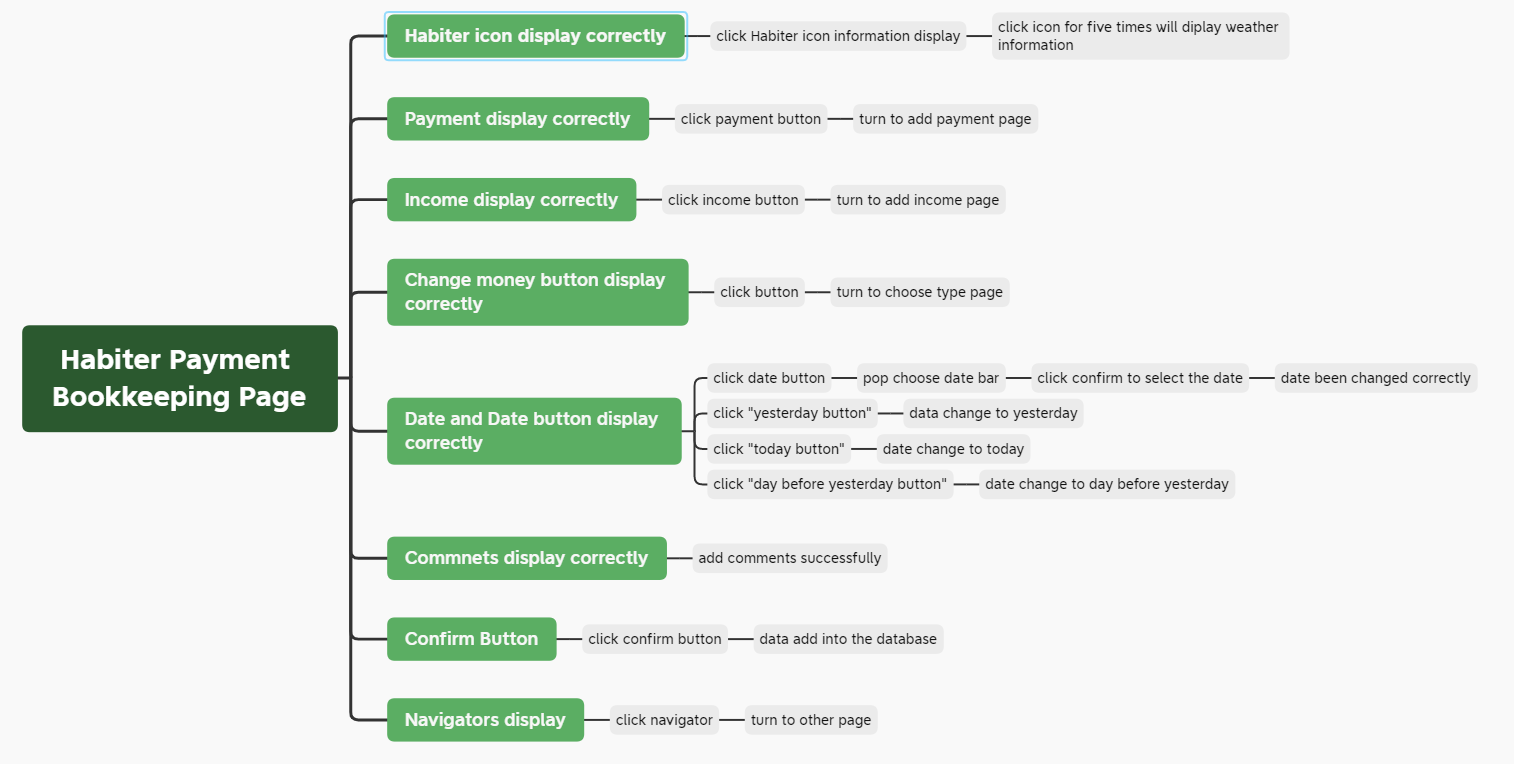 Habiter icon display correctly
click Habiter icon information display
click icon for five times will diplay weather
information
Payment display correctly
click payment button
turn to add payment page
Income display correctly
click income button
turn to add income page
Change money button display
correctly
click button
turn to choose type page
Habiter Payment
Bookkeeping Page
Date and Date button display
correctly
click date button
pop choose date bar
click confirm to select the date
date been changed correctly
click "yesterday button"
data change to yesterday
click "today button"
date change to today
click "day before yesterday button"
date change to day before yesterday
Commnets display correctly
add comments successfully
Confirm Button
click confirm button
data add into the database
Navigators display
click navigator
turn to other page